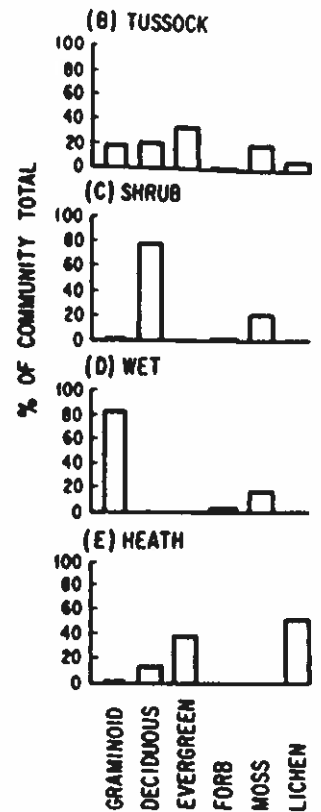 (B) TUSSOCK
100
80
60
40
20
0
(C) SHRUB
100
80
60
40
20
0
(D) WET
100
80
60
40
20
0
(E) HEATH
100
80
60
40
20
% OF COMMUNITY TOTAL
GRAMINOID
DECIDUOUS
EVERGREEN
FORB
MOSS
LICHEN